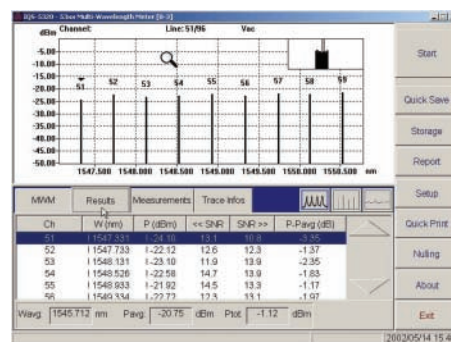 IQS-5320 - 53xx Multi-Wavelength Meter [B-3]
dBm Channel: Line: 51/96 Vac
-5.00
-10.00
-15.00
-20.00
-25.00
-30.00
-35.00
-40.00
-45.00
-50.00
51 52 53 54 55 56 57 58 59
1547.500 1548.000 1548.500 1549.000 1549.500 1550.000 1550.500 nm
MWM Results Measurements Trace Infos
Ch W (nm) P (dBm) << SNR SNR >> P-Pavg (dB)
51 I 1547.331 I -24.10 13.1 10.8 -3.35
52 I 1547.733 I -22.12 12.6 12.3 -1.37
53 I 1548.131 I -23.10 11.9 13.9 -2.35
54 I 1548.526 I -22.58 14.7 13.9 -1.83
55 I 1548.933 I -21.92 14.5 13.3 -1.17
56 I 1549.334 I -22.72 12.3 13.1 -1.97
Wavg: 1545.712 nm Pavg: -20.75 dBm Ptot: -1.12 dBm
Start
Quick Save
Storage
Report
Setup
Quick Print
Nulling
About
Exit
2002/05/14 15:4